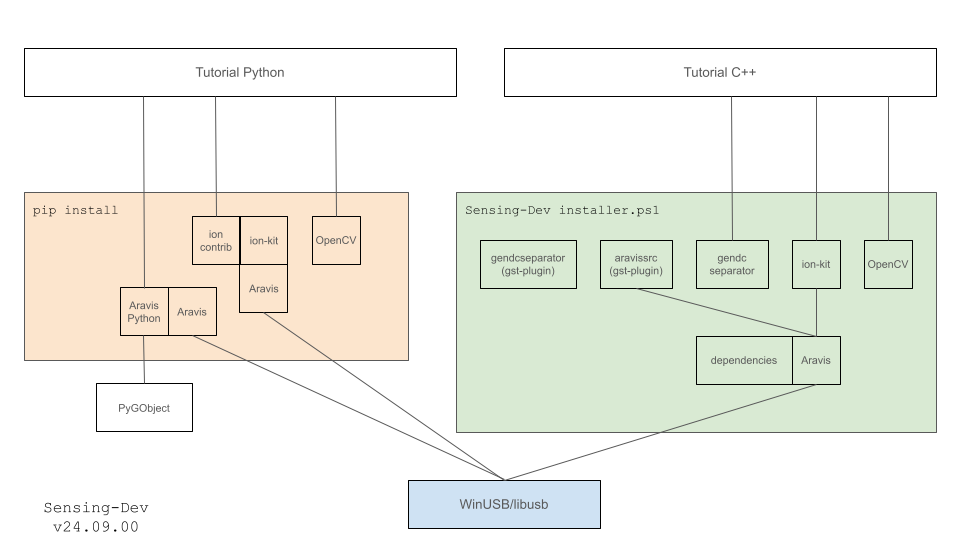 Tutorial Python
Tutorial C++
pip install
ion
contrib
ion-kit
OpenCV
Aravis
Aravis
Python
Aravis
PyGObject
Sensing-Dev installer.ps1
gendcseparator
(gst-plugin)
aravissrc
(gst-plugin)
gendc
separator
ion-kit
OpenCV
dependencies
Aravis
WinUSB/libusb
Sensing-Dev
v24.09.00